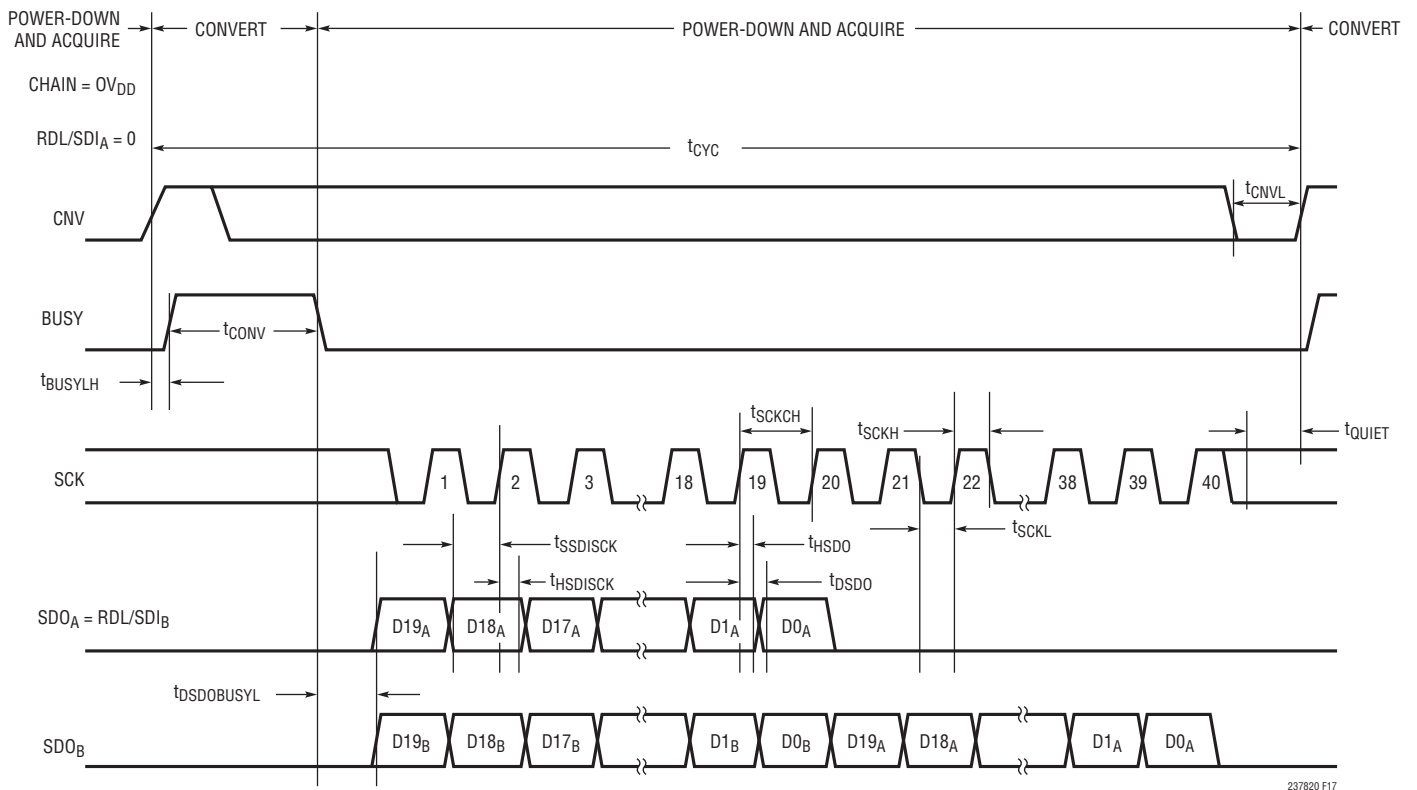 POWER-DOWN
AND ACQUIRE
CONVERT
POWER-DOWN AND ACQUIRE
CONVERT
CHAIN = OVDD
RDL/SDIA = 0
tCYC
CNV
tCNVL
BUSY
tCONV
tBUSYLH
tSCKCH
tSCKH
tQUIET
SCK
1 2 3 18 19 20 21 22 38 39 40
tSSDISCK
tHSDO
tSCKL
tHSDISCK
tDSDO
SDOA = RDL/SDIB
D19A D18A D17A D1A D0A
tDSDOBUSYL
SDOB
D19B D18B D17B D1B D0B D19A D18A D1A D0A
237820 F17